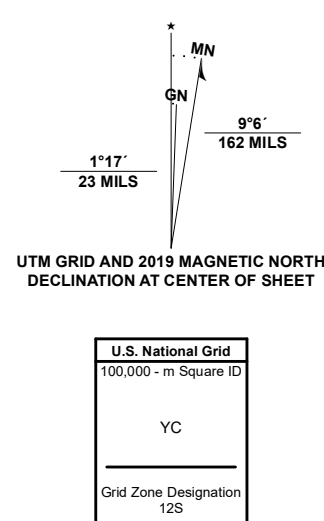 ★
MN
GN
9°6´
162 MILS
1°17´
23 MILS
UTM GRID AND 2019 MAGNETIC NORTH
DECLINATION AT CENTER OF SHEET
U.S. National Grid
100,000 - m Square ID
YC
Grid Zone Designation
12S